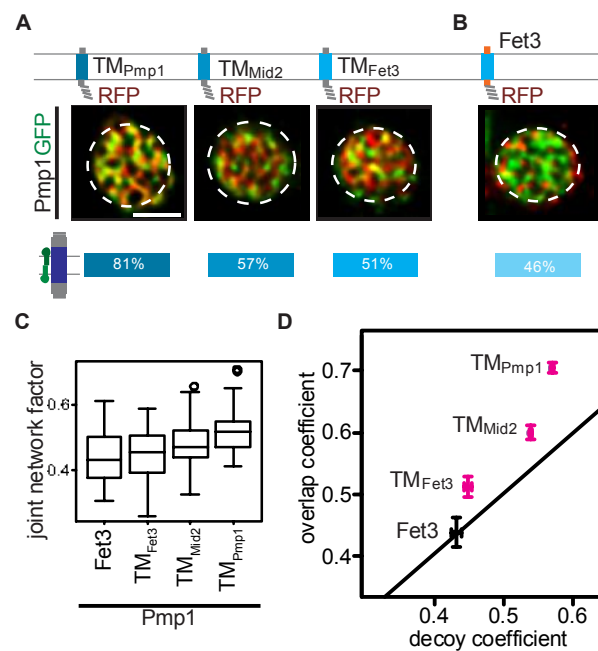 A
B
Fet3
TMPmp1 TMMid2 TMFet3
RFP RFP RFP RFP
Pmp1GFP
81% 57% 51% 46%
C
joint network factor
0.6
0.4
Fet3 TMFet3 TMMid2 TMPmp1
Pmp1
D
overlap coefficient
0.7
0.6
0.5
0.4
TMPmp1
TMMid2
TMFet3
Fet3
0.4 0.5 0.6
decoy coefficient